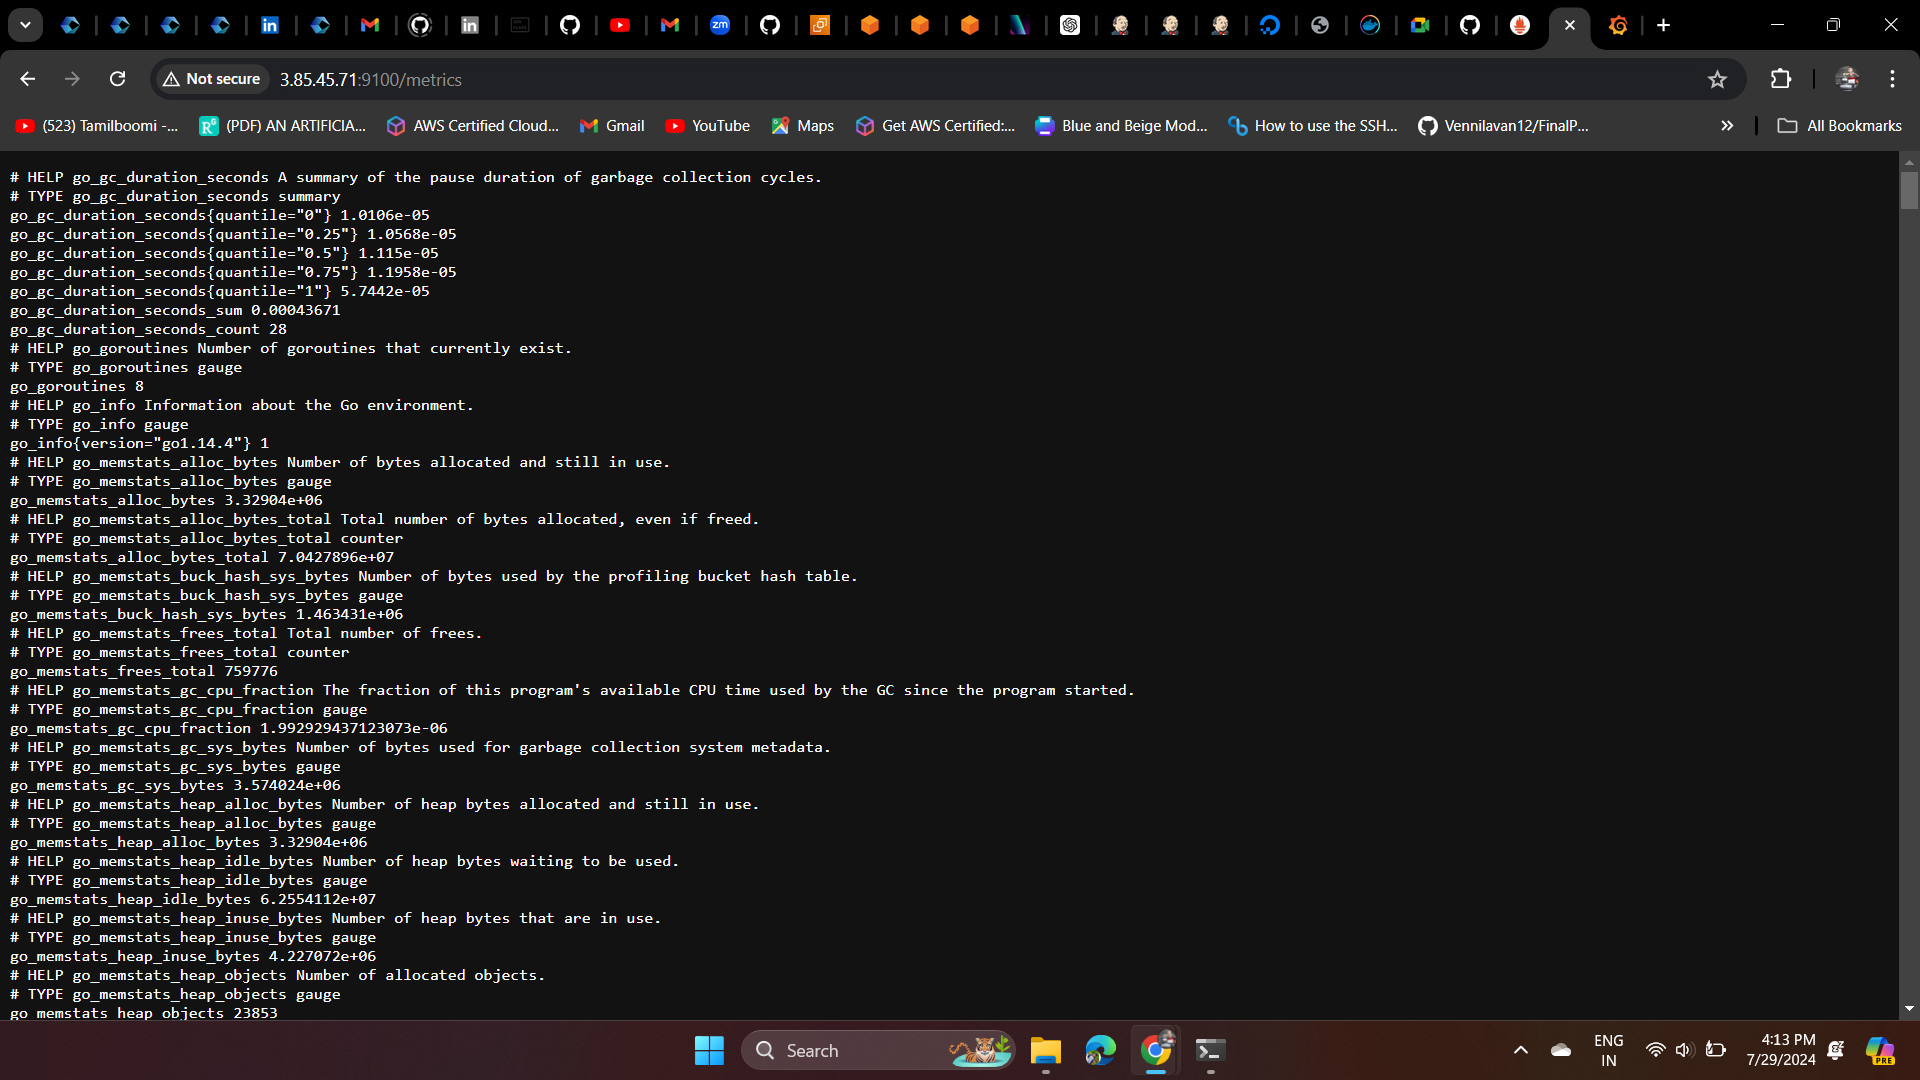 Not secure
3.85.45.71:9100/metrics
(523) Tamilboomi -...
(PDF) AN ARTIFICIA...
AWS Certified Cloud...
Gmail
YouTube
Maps
Get AWS Certified:...
Blue and Beige Mod...
How to use the SSH...
Vennilavan12/FinalP...
All Bookmarks
# HELP go_gc_duration_seconds A summary of the pause duration of garbage collection cycles.
# TYPE go_gc_duration_seconds summary
go_gc_duration_seconds{quantile="0"} 1.0106e-05
go_gc_duration_seconds{quantile="0.25"} 1.0568e-05
go_gc_duration_seconds{quantile="0.5"} 1.115e-05
go_gc_duration_seconds{quantile="0.75"} 1.1958e-05
go_gc_duration_seconds{quantile="1"} 5.7442e-05
go_gc_duration_seconds_sum 0.00043671
go_gc_duration_seconds_count 28
# HELP go_goroutines Number of goroutines that currently exist.
# TYPE go_goroutines gauge
go_goroutines 8
# HELP go_info Information about the Go environment.
# TYPE go_info gauge
go_info{version="go1.14.4"} 1
# HELP go_memstats_alloc_bytes Number of bytes allocated and still in use.
# TYPE go_memstats_alloc_bytes gauge
go_memstats_alloc_bytes 3.32904e+06
# HELP go_memstats_alloc_bytes_total Total number of bytes allocated, even if freed.
# TYPE go_memstats_alloc_bytes_total counter
go_memstats_alloc_bytes_total 7.0427896e+07
# HELP go_memstats_buck_hash_sys_bytes Number of bytes used by the profiling bucket hash table.
# TYPE go_memstats_buck_hash_sys_bytes gauge
go_memstats_buck_hash_sys_bytes 1.463431e+06
# HELP go_memstats_frees_total Total number of frees.
# TYPE go_memstats_frees_total counter
go_memstats_frees_total 759776
# HELP go_memstats_gc_cpu_fraction The fraction of this program's available CPU time used by the GC since the program started.
# TYPE go_memstats_gc_cpu_fraction gauge
go_memstats_gc_cpu_fraction 1.992929437123073e-06
# HELP go_memstats_gc_sys_bytes Number of bytes used for garbage collection system metadata.
# TYPE go_memstats_gc_sys_bytes gauge
go_memstats_gc_sys_bytes 3.574024e+06
# HELP go_memstats_heap_alloc_bytes Number of heap bytes allocated and still in use.
# TYPE go_memstats_heap_alloc_bytes gauge
go_memstats_heap_alloc_bytes 3.32904e+06
# HELP go_memstats_heap_idle_bytes Number of heap bytes waiting to be used.
# TYPE go_memstats_heap_idle_bytes gauge
go_memstats_heap_idle_bytes 6.2554112e+07
# HELP go_memstats_heap_inuse_bytes Number of heap bytes that are in use.
# TYPE go_memstats_heap_inuse_bytes gauge
go_memstats_heap_inuse_bytes 4.227072e+06
# HELP go_memstats_heap_objects Number of allocated objects.
# TYPE go_memstats_heap_objects gauge
go_memstats_heap_objects 23853
Search
ENG
IN
4:13 PM
7/29/2024
PRE